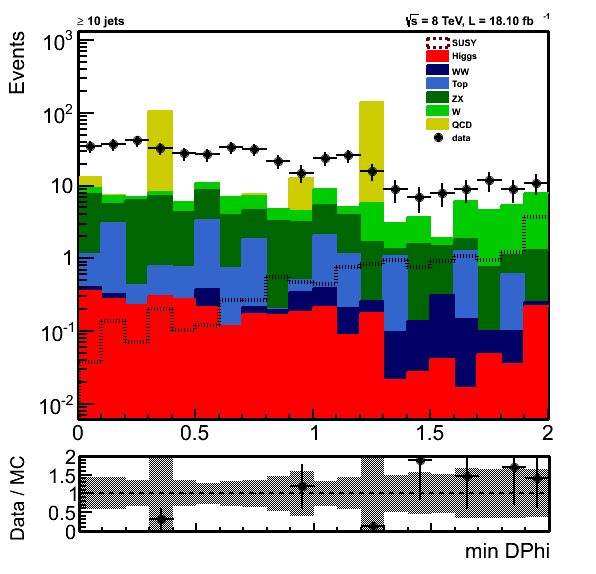 ≥ 10 jets
√s = 8 TeV, L = 18.10 fb⁻¹
Events
10³
10²
10
1
10⁻¹
10⁻²
SUSY
Higgs
WW
Top
ZX
W
QCD
data
0 0.5 1 1.5 2
Data / MC
2
1.5
1
0.5
0
min DPhi